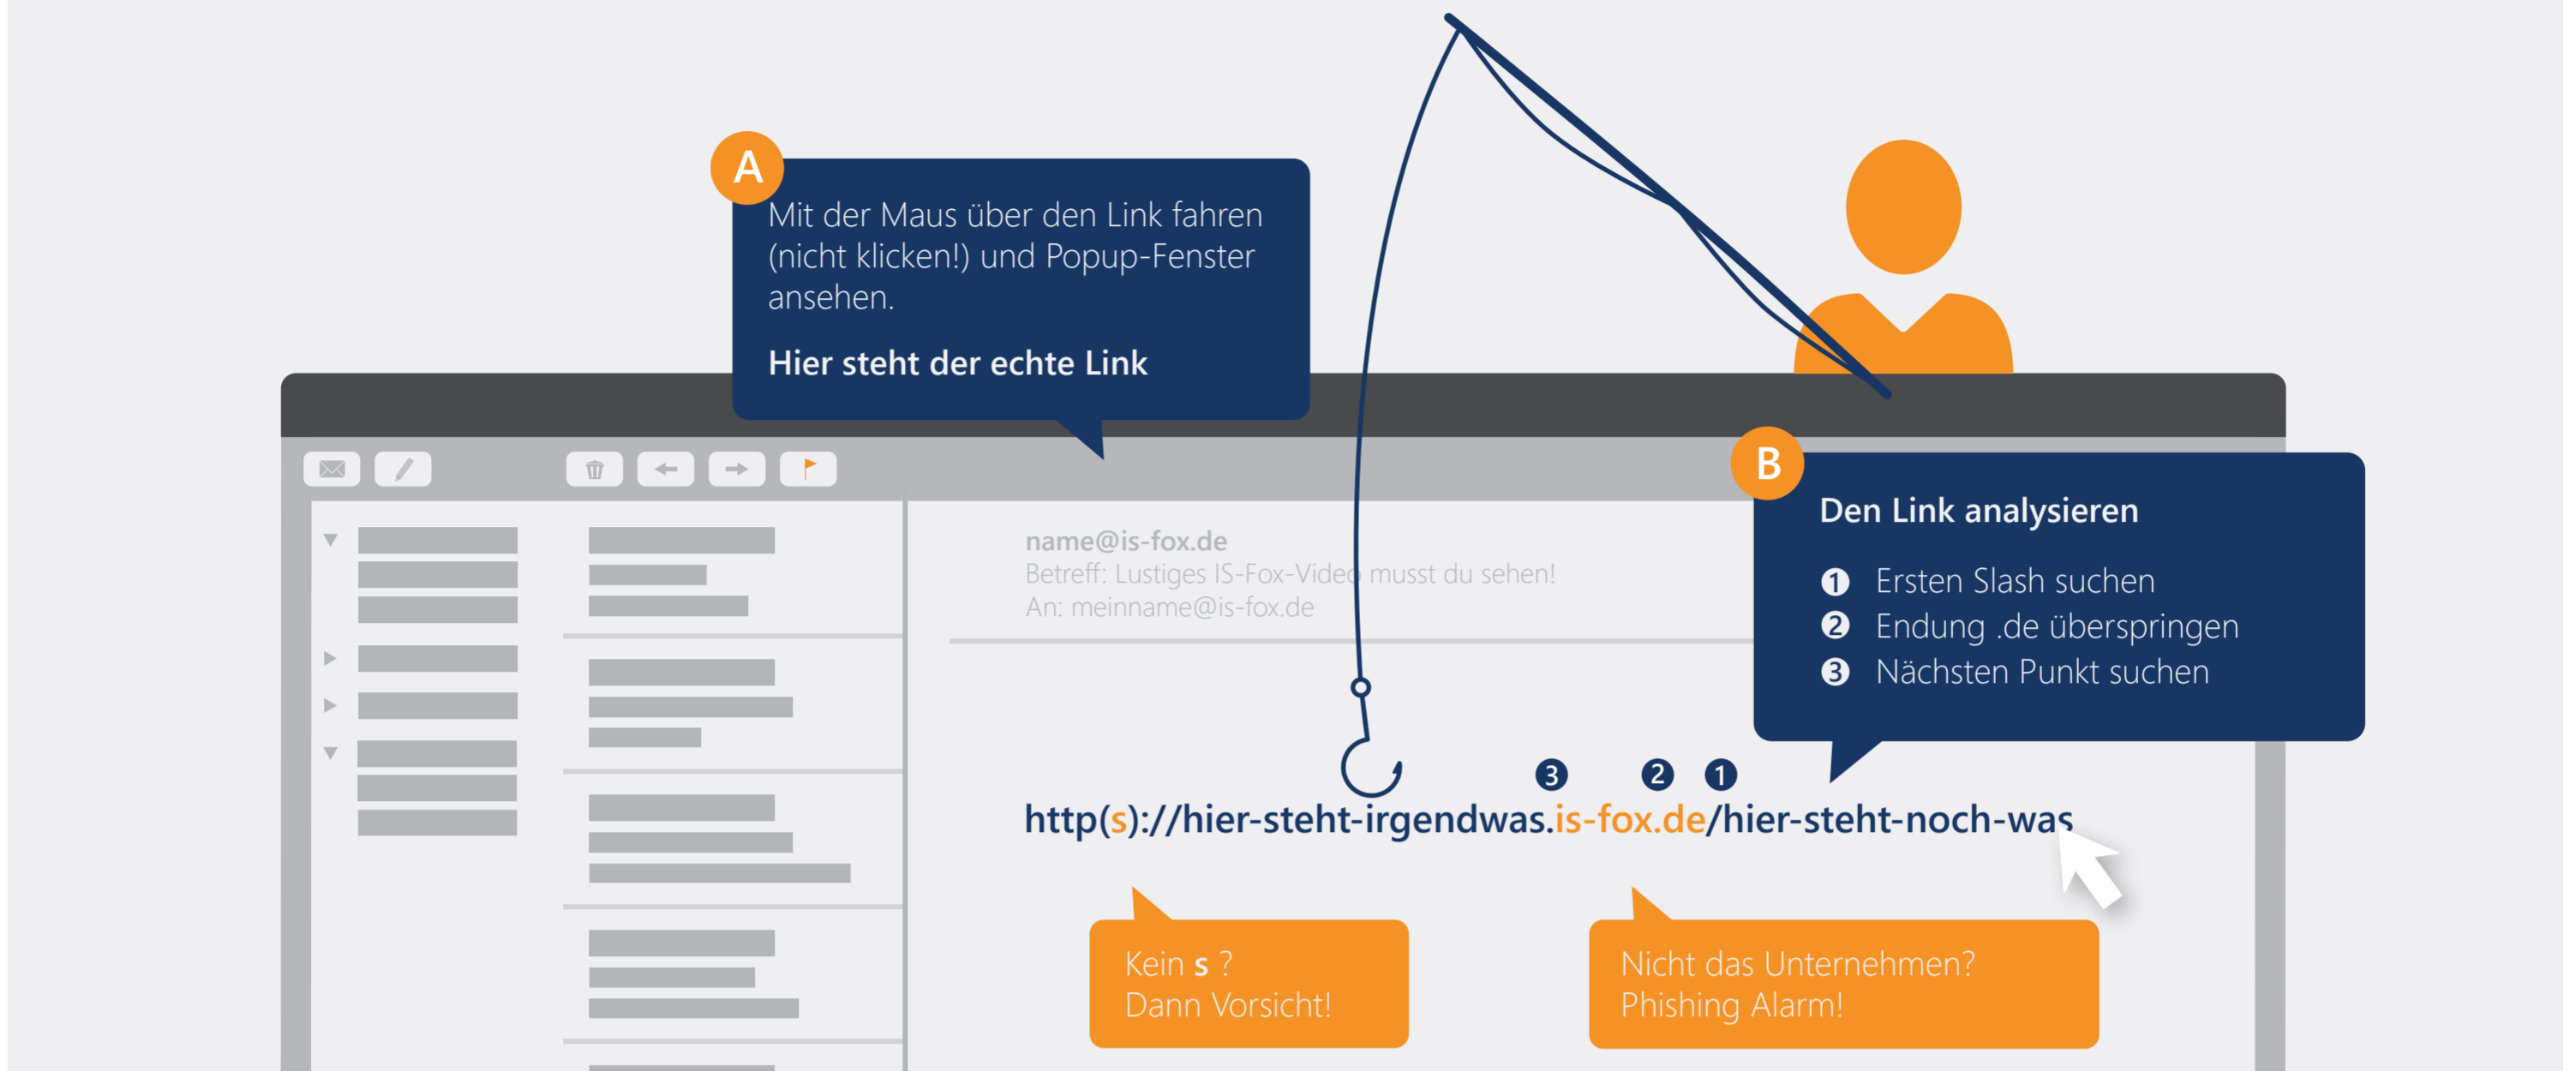 A
Mit der Maus über den Link fahren
(nicht klicken!) und Popup-Fenster
ansehen.
Hier steht der echte Link
B
Den Link analysieren
1 Ersten Slash suchen
2 Endung .de überspringen
3 Nächsten Punkt suchen
name@is-fox.de
Betreff: Lustiges IS-Fox-Video musst du sehen!
An: meinname@is-fox.de
3 2 1
http(s)://hier-steht-irgendwas.is-fox.de/hier-steht-noch-was
Kein s ?
Dann Vorsicht!
Nicht das Unternehmen?
Phishing Alarm!